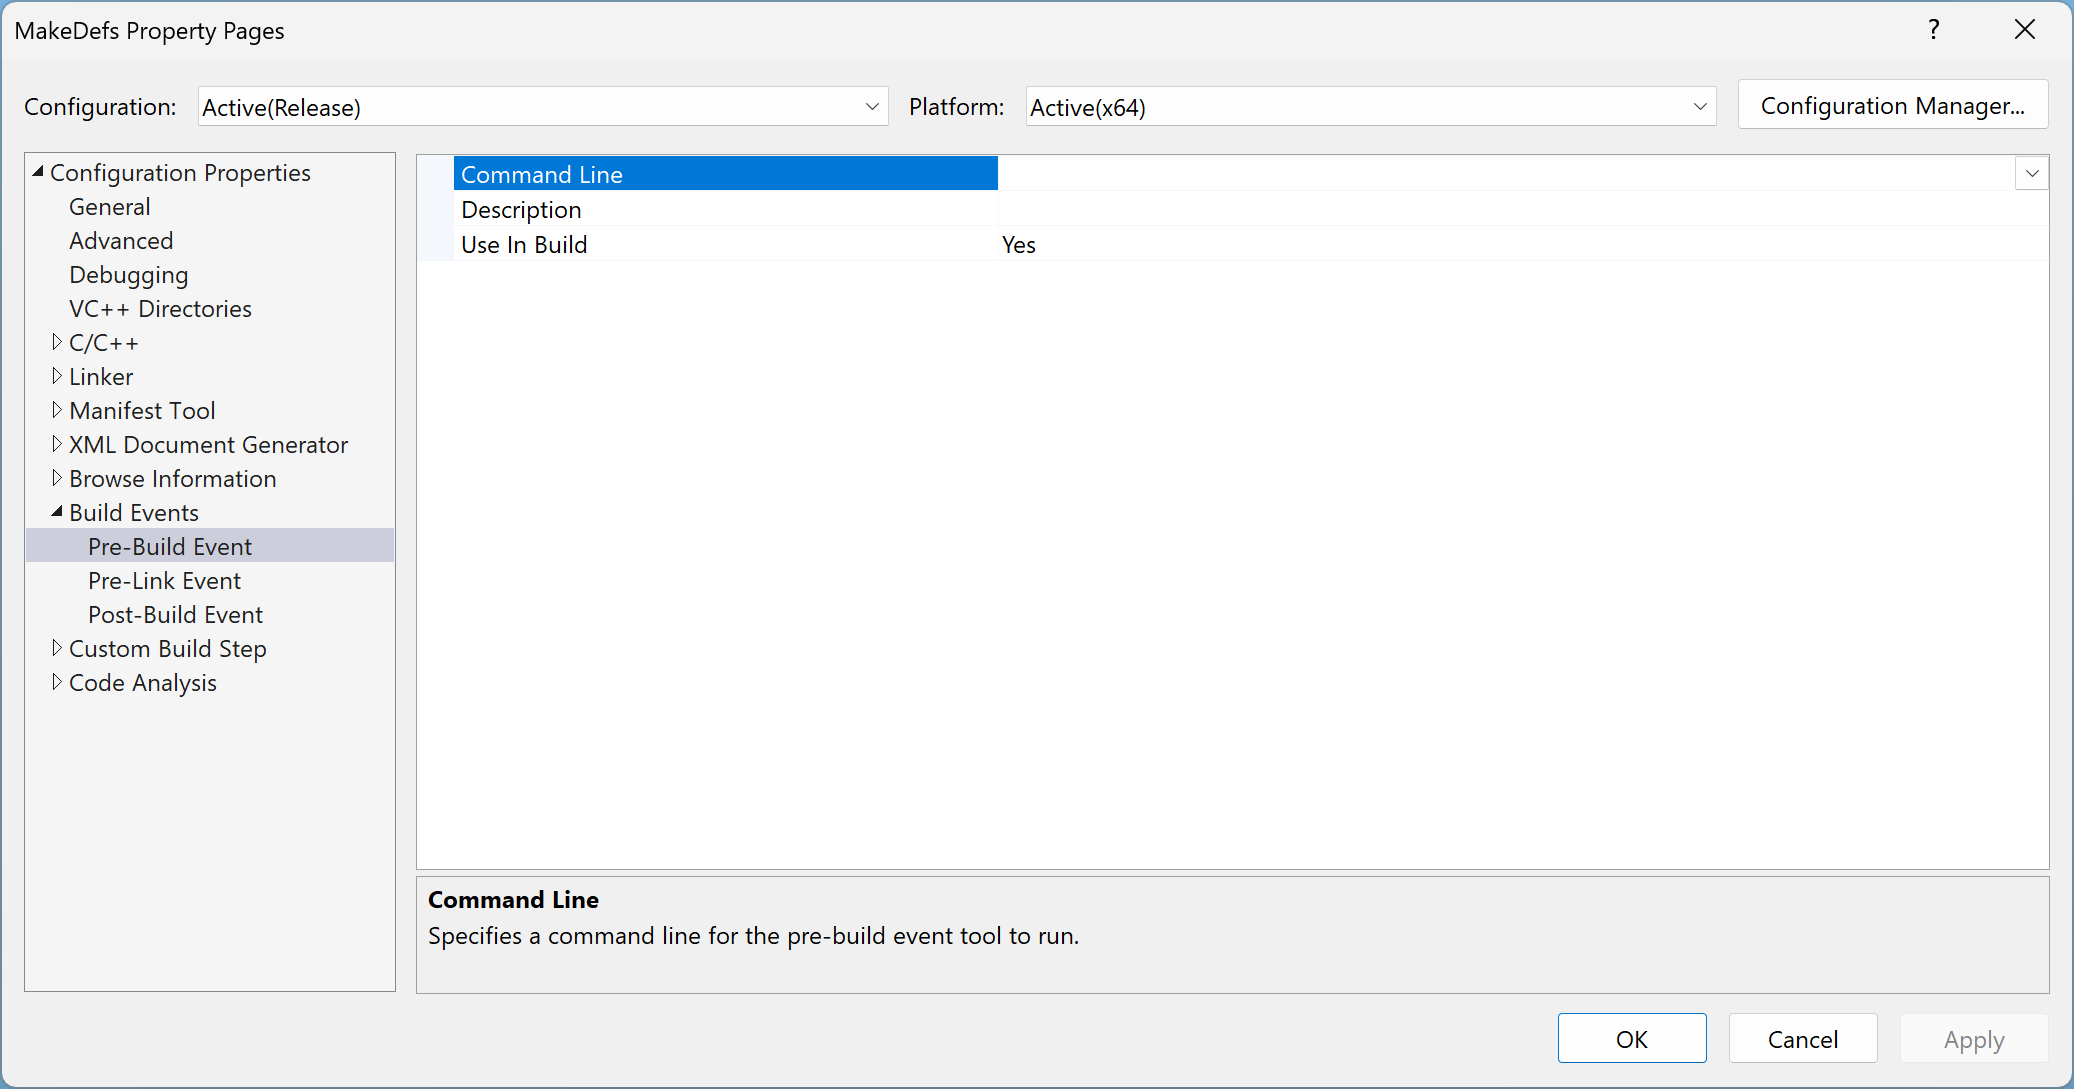 MakeDefs Property Pages
?
Configuration: Active(Release) Platform: Active(x64) Configuration Manager...
Configuration Properties
General
Advanced
Debugging
VC++ Directories
C/C++
Linker
Manifest Tool
XML Document Generator
Browse Information
Build Events
Pre-Build Event
Pre-Link Event
Post-Build Event
Custom Build Step
Code Analysis
Command Line
Description
Use In Build Yes
Command Line
Specifies a command line for the pre-build event tool to run.
OK Cancel Apply